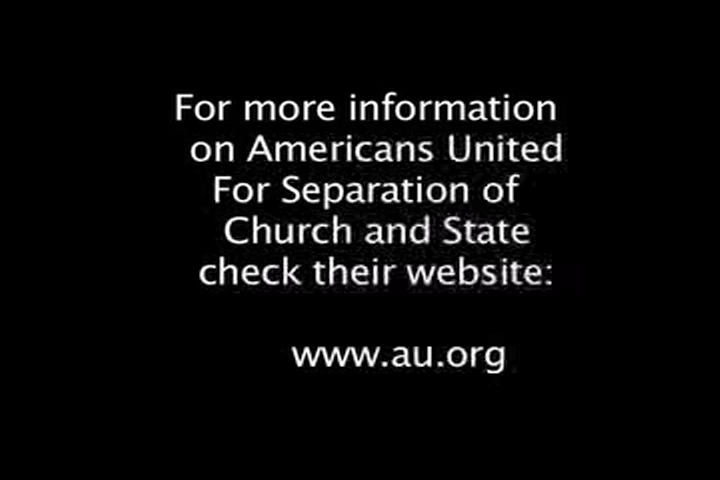 For more information
on Americans United
For Separation of
Church and State
check their website:
www.au.org